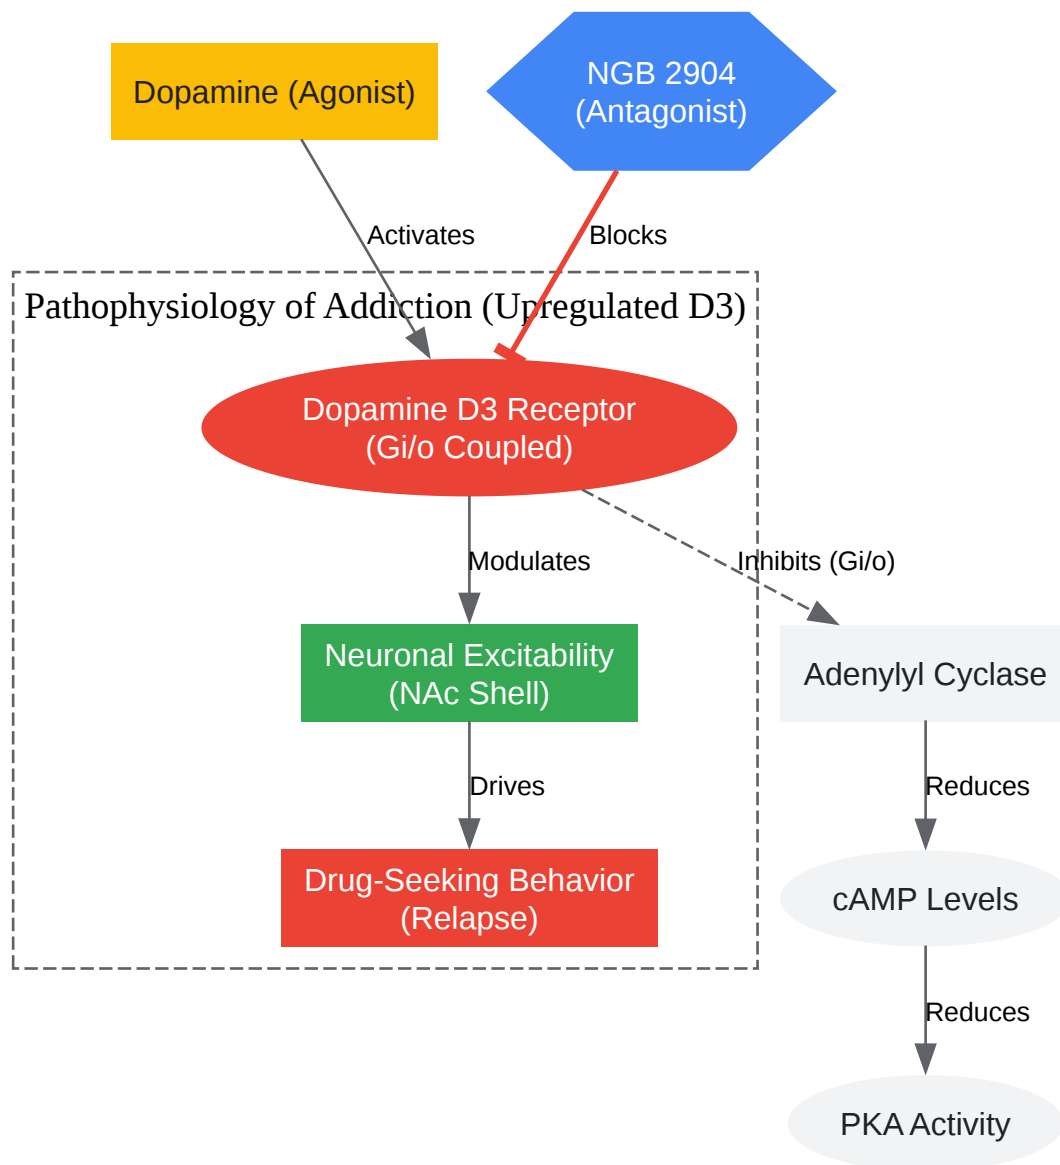 Dopamine (Agonist)
NGB 2904
(Antagonist)
Activates
Blocks
Pathophysiology of Addiction (Upregulated D3)
Dopamine D3 Receptor
(Gi/o Coupled)
Modulates
Inhibits (Gi/o)
Neuronal Excitability
(NAc Shell)
Adenylyl Cyclase
Drives
Reduces
Drug-Seeking Behavior
(Relapse)
cAMP Levels
Reduces
PKA Activity